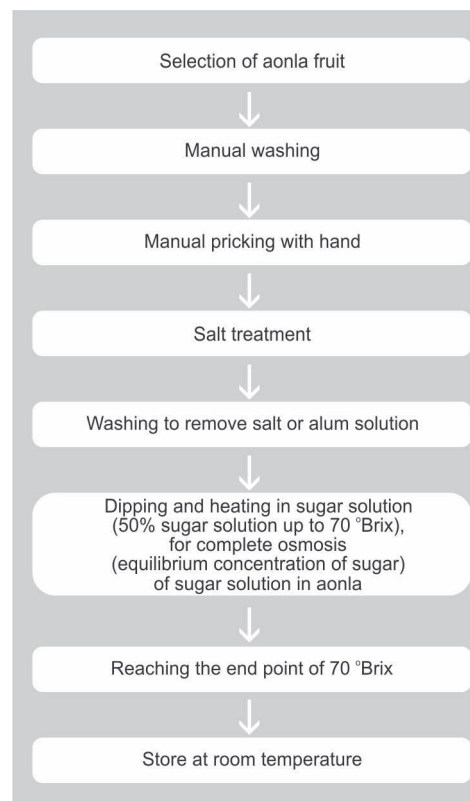 Selection of aonla fruit
Manual washing
Manual pricking with hand
Salt treatment
Washing to remove salt or alum solution
Dipping and heating in sugar solution
(50% sugar solution up to 70 °Brix),
for complete osmosis
(equilibrium concentration of sugar)
of sugar solution in aonla
Reaching the end point of 70 °Brix
Store at room temperature